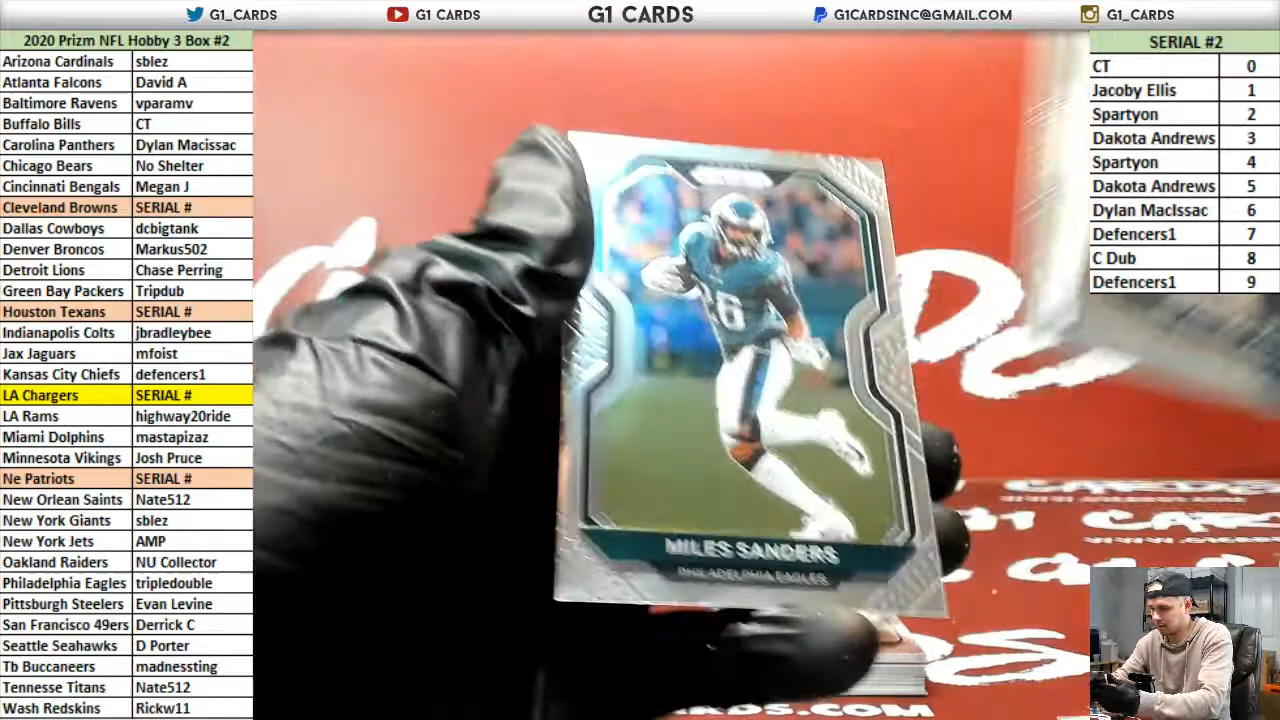 G1_CARDS G1 CARDS G1 CARDS G1CARDSINC@GMAIL.COM G1_CARDS
2020 Prizm NFL Hobby 3 Box #2
Arizona Cardinals sblez
Atlanta Falcons David A
Baltimore Ravens vparamv
Buffalo Bills CT
Carolina Panthers Dylan Macissac
Chicago Bears No Shelter
Cincinnati Bengals Megan J
Cleveland Browns SERIAL #
Dallas Cowboys dcbigtank
Denver Broncos Markus502
Detroit Lions Chase Perring
Green Bay Packers Tripdub
Houston Texans SERIAL #
Indianapolis Colts jbradleybee
Jax Jaguars mfoist
Kansas City Chiefs defencers1
LA Chargers SERIAL #
LA Rams highway20ride
Miami Dolphins mastapizaz
Minnesota Vikings Josh Pruce
Ne Patriots SERIAL #
New Orlean Saints Nate512
New York Giants sblez
New York Jets AMP
Oakland Raiders NU Collector
Philadelphia Eagles tripledouble
Pittsburgh Steelers Evan Levine
San Francisco 49ers Derrick C
Seattle Seahawks D Porter
Tb Buccaneers madnessting
Tennesse Titans Nate512
Wash Redskins Rickw11
SERIAL #2
CT 0
Jacoby Ellis 1
Spartyon 2
Dakota Andrews 3
Spartyon 4
Dakota Andrews 5
Dylan MacIssac 6
Defencers1 7
C Dub 8
Defencers1 9
26
MILES SANDERS
PHILADELPHIA EAGLES
G1 CARDS